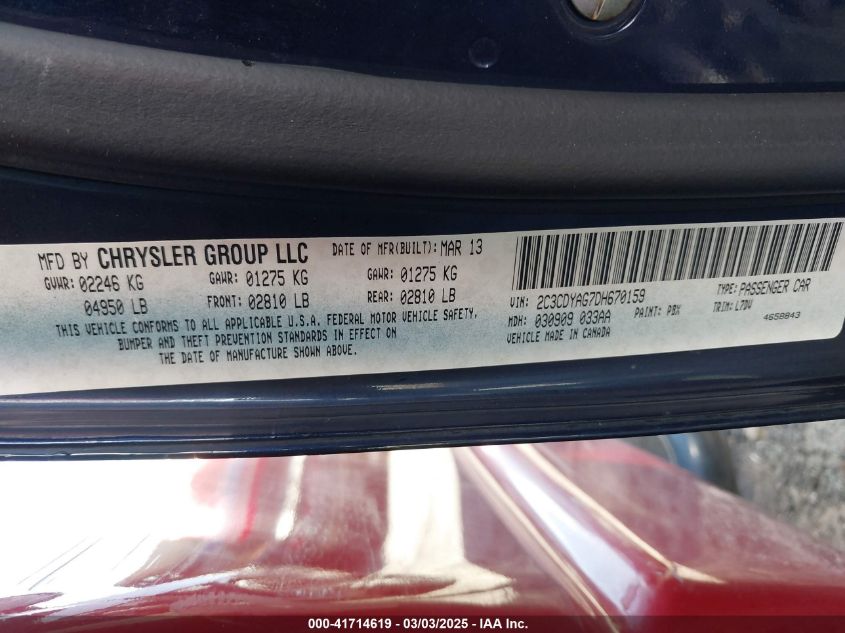 MFD BY CHRYSLER GROUP LLC DATE OF MFR(BUILT): MAR 13
GVWR: 02246 KG GAWR: 01275 KG GAWR: 01275 KG
04950 LB FRONT: 02810 LB REAR: 02810 LB
THIS VEHICLE CONFORMS TO ALL APPLICABLE U.S.A. FEDERAL MOTOR VEHICLE SAFETY,
BUMPER AND THEFT PREVENTION STANDARDS IN EFFECT ON
THE DATE OF MANUFACTURE SHOWN ABOVE.
VIN: 2C3CDYAG7DH670159 TYPE: PASSENGER CAR
MDH: 030909 033AA PAINT: PBX TRIM: L7DV
VEHICLE MADE IN CANADA 4658843
000-41714619 - 03/03/2025 - IAA Inc.